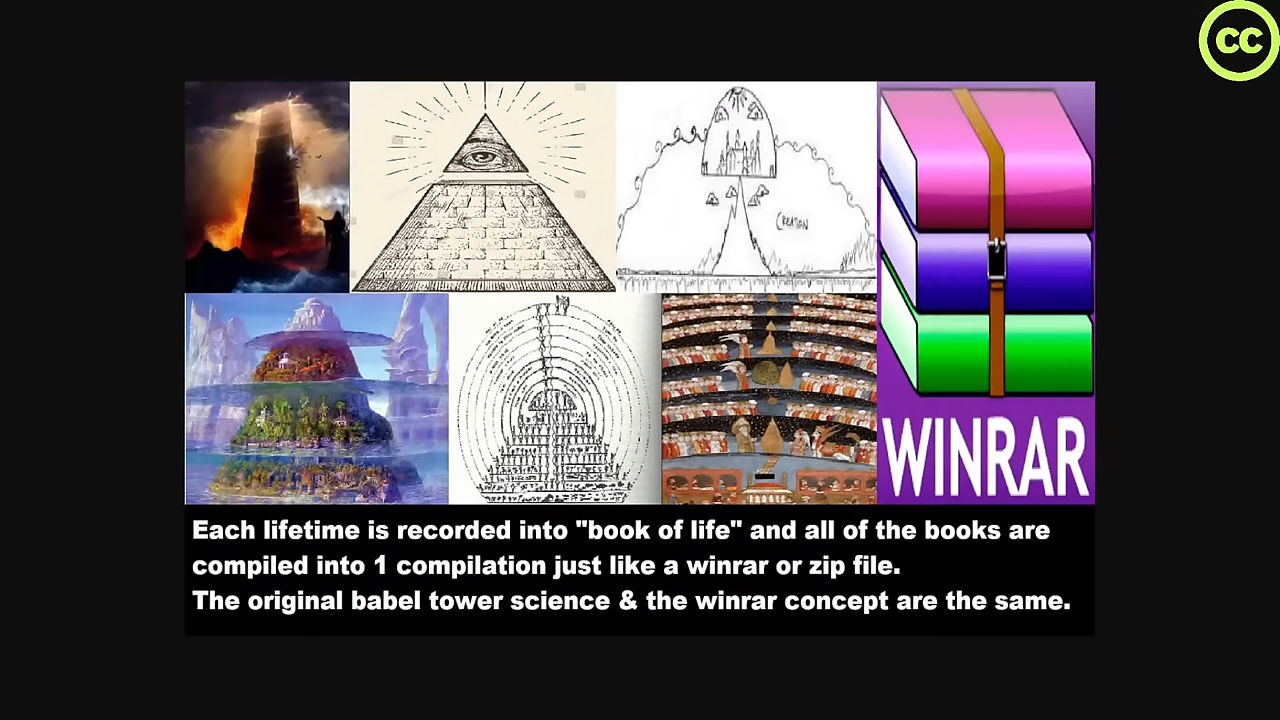 CC
CREATION
WINRAR
Each lifetime is recorded into "book of life" and all of the books are
compiled into 1 compilation just like a winrar or zip file.
The original babel tower science & the winrar concept are the same.